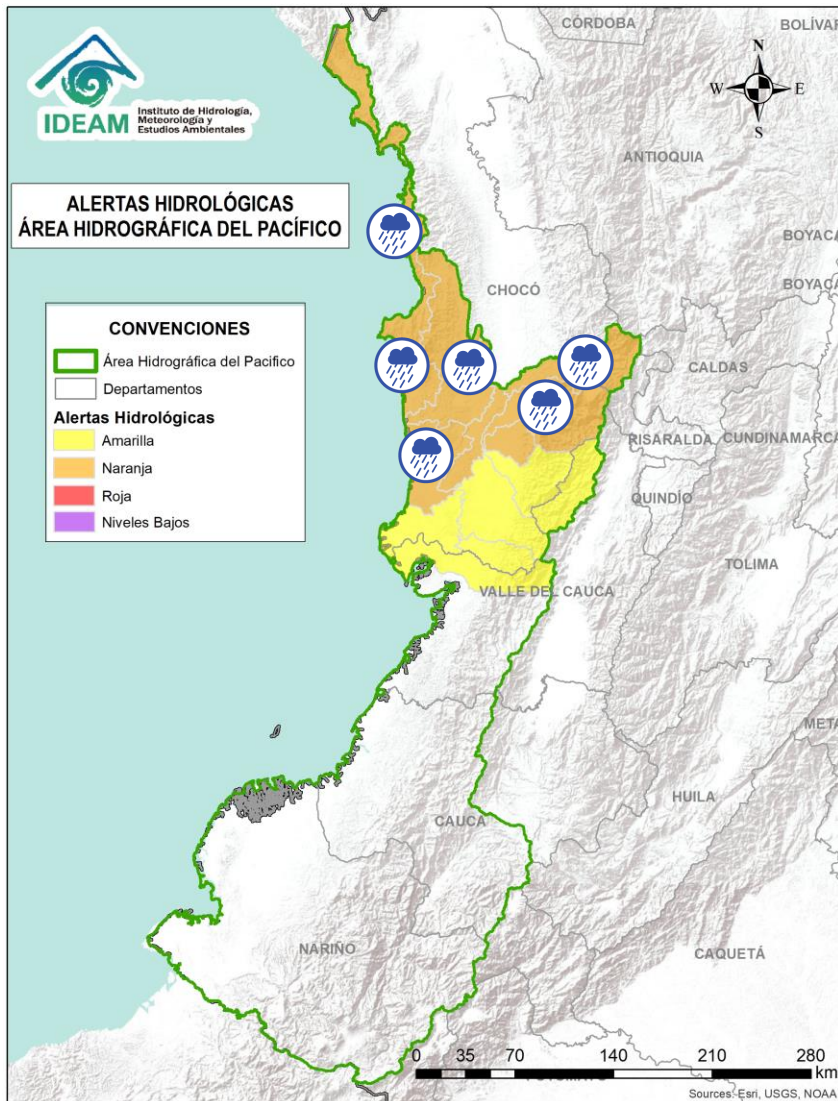 CÓRDOBA
BOLÍVAR
N
W E
S
IDEAM
Instituto de Hidrología,
Meteorología y
Estudios Ambientales
ANTIOQUIA
ALERTAS HIDROLÓGICAS
ÁREA HIDROGRÁFICA DEL PACÍFICO
BOYACÁ
BOYACÁ
CHOCÓ
CONVENCIONES
Área Hidrográfica del Pacifico
Departamentos
Alertas Hidrológicas
Amarilla
Naranja
Roja
Niveles Bajos
CALDAS
RISARALDA
CUNDINAMARCA
QUINDÍO
TOLIMA
VALLE DEL CAUCA
META
HUILA
CAUCA
NARIÑO
CAQUETÁ
0 35 70 140 210 280
km
Sources: Esri, USGS, NOAA